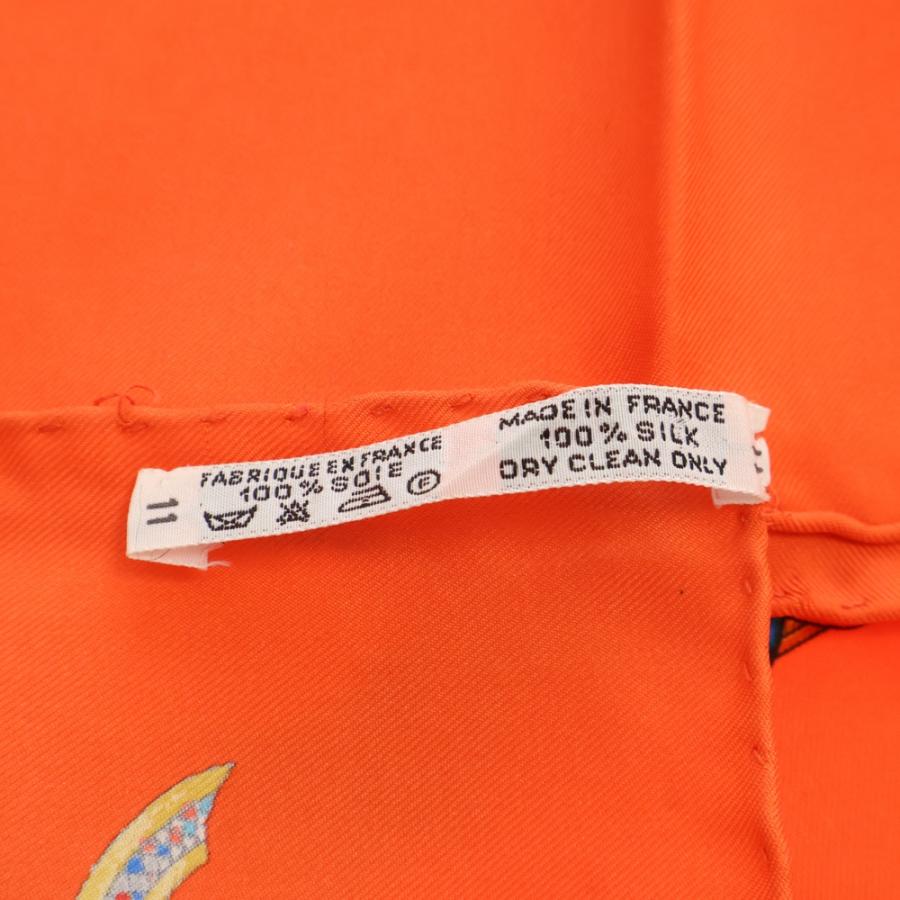 11
FABRIQUE EN FRANCE
100% SOIE
MADE IN FRANCE
100% SILK
DRY CLEAN ONLY